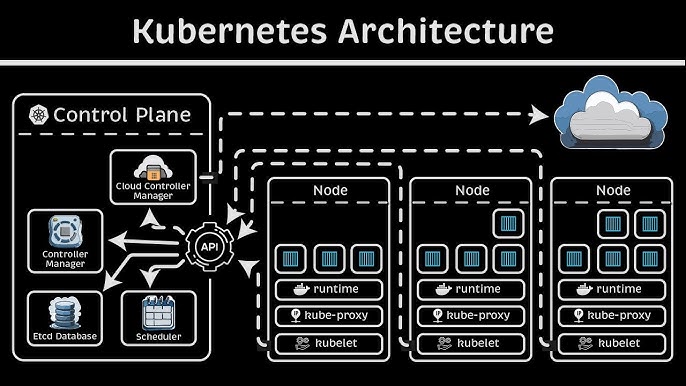 Kubernetes Architecture
Control Plane
Cloud Controller
Manager
API
Controller
Manager
Etcd Database
Scheduler
Node
runtime
kube-proxy
kubelet
Node
runtime
kube-proxy
kubelet
Node
runtime
kube-proxy
kubelet